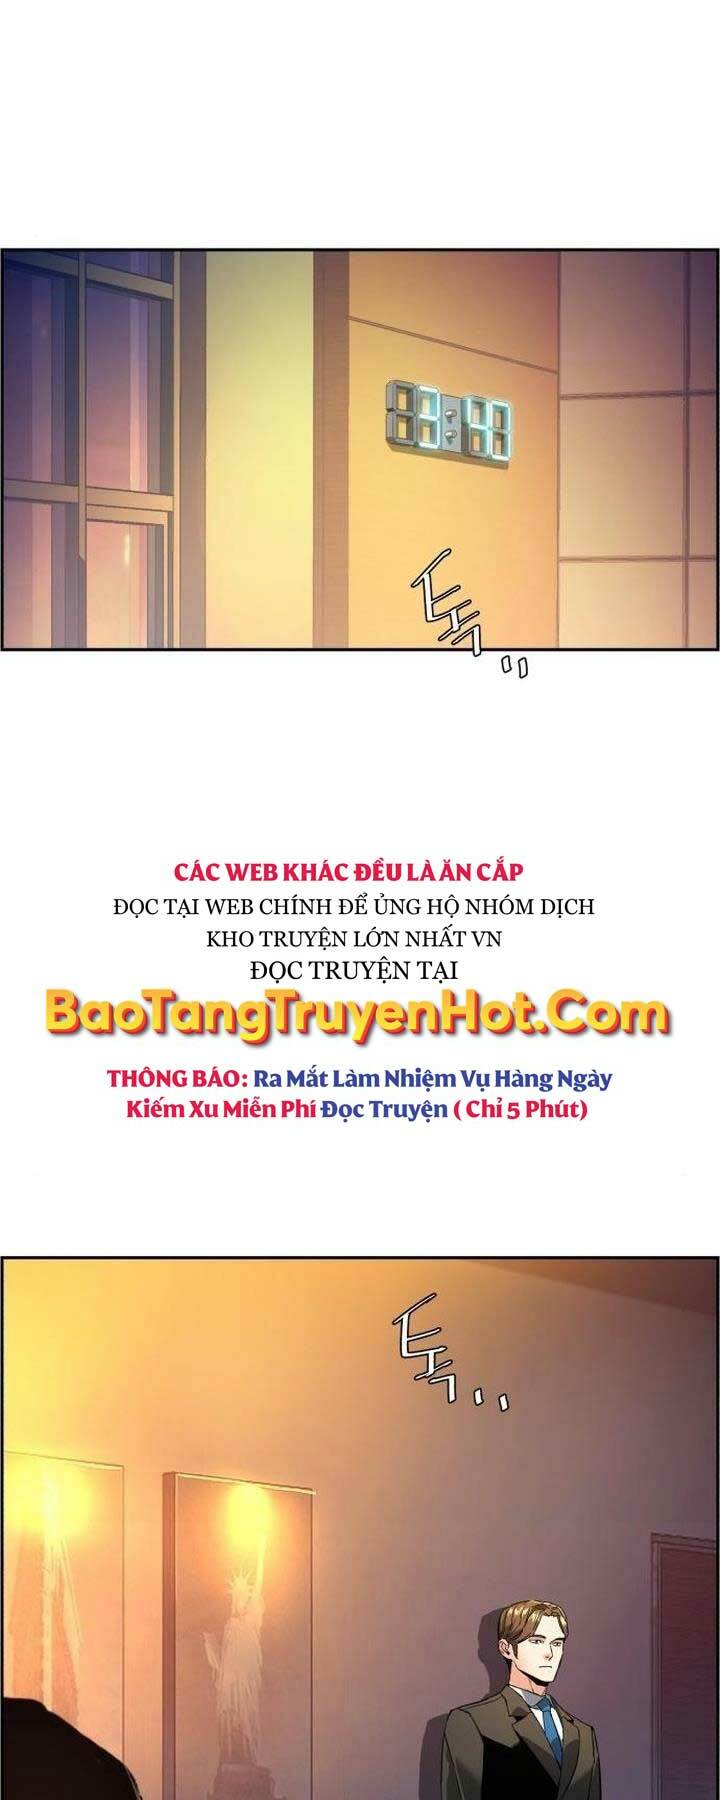 톡..
CÁC WEB KHÁC ĐỀU LÀ ĂN CẮP
ĐỌC TẠI WEB CHÍNH ĐỂ ỦNG HỘ NHÓM DỊCH
KHO TRUYỆN LỚN NHẤT VN
ĐỌC TRUYỆN TẠI
BaoTangTruyenHot.Com
THÔNG BÁO: Ra Mắt Làm Nhiệm Vụ Hàng Ngày
Kiếm Xu Miễn Phí Đọc Truyện ( Chỉ 5 Phút)
톡...